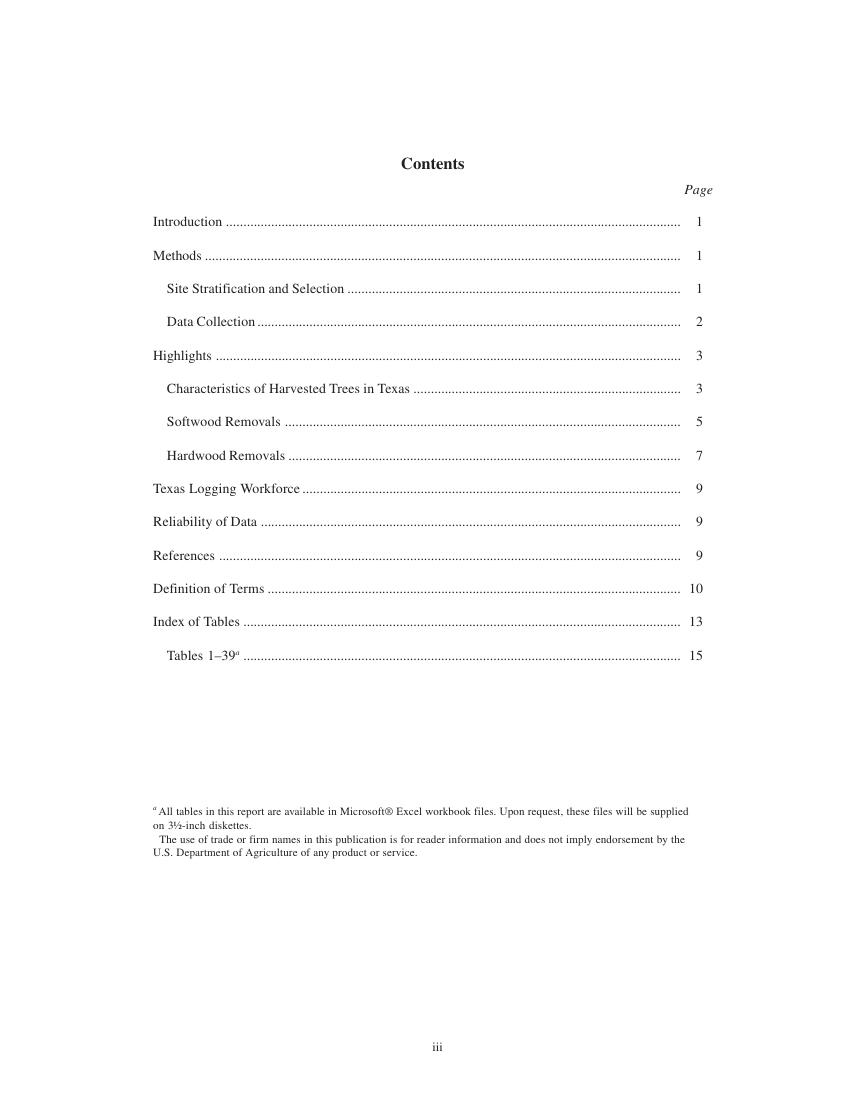 Contents
Page
Introduction .................................................................................................................................... 1
Methods .......................................................................................................................................... 1
Site Stratification and Selection ................................................................................................ 1
Data Collection .......................................................................................................................... 2
Highlights ....................................................................................................................................... 3
Characteristics of Harvested Trees in Texas ............................................................................. 3
Softwood Removals .................................................................................................................. 5
Hardwood Removals ................................................................................................................. 7
Texas Logging Workforce ............................................................................................................. 9
Reliability of Data ......................................................................................................................... 9
References ...................................................................................................................................... 9
Definition of Terms ....................................................................................................................... 10
Index of Tables .............................................................................................................................. 13
Tables 1–39a .............................................................................................................................. 15
a All tables in this report are available in Microsoft® Excel workbook files. Upon request, these files will be supplied
on 3½-inch diskettes.
The use of trade or firm names in this publication is for reader information and does not imply endorsement by the
U.S. Department of Agriculture of any product or service.
iii